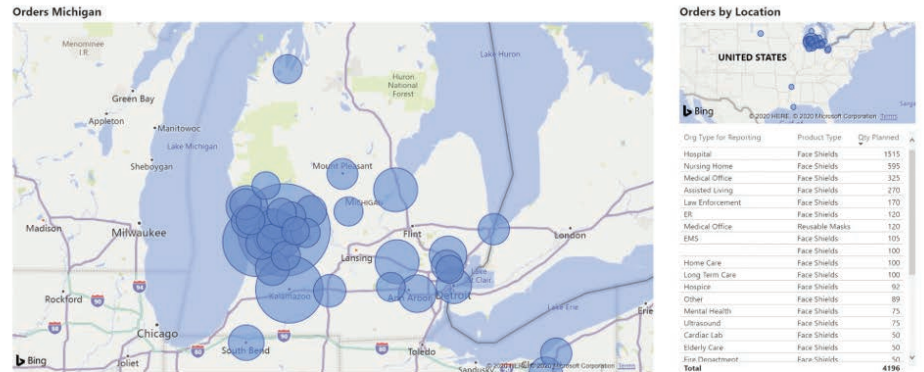 Orders Michigan
Menominee
I.R.
Green Bay
Appleton
Manitowoc
Lake Michigan
Sheboygan
Madison
Milwaukee
Rockford
Chicago
Joliet
South Bend
Kalamazoo
Lansing
Mount Pleasant
MICHIGAN
Flint
Ann Arbor
Detroit
Toledo
Sandusky
Lake Huron
Huron
National
Forest
London
Lake Erie
Erie
Bing
Orders by Location
UNITED STATES
Bing
© 2020 HERE, © 2020 Microsoft Corporation Terms
Org Type for Reporting Product Type Qty Planned
Hospital Face Shields 1515
Nursing Home Face Shields 595
Medical Office Face Shields 325
Assisted Living Face Shields 270
Law Enforcement Face Shields 170
ER Face Shields 120
Medical Office Reusable Masks 120
EMS Face Shields 105
Face Shields 100
Home Care Face Shields 100
Long Term Care Face Shields 100
Hospice Face Shields 92
Other Face Shields 89
Mental Health Face Shields 75
Ultrasound Face Shields 75
Cardiac Lab Face Shields 50
Elderly Care Face Shields 50
Fire Department Face Shields 50
Total 4196